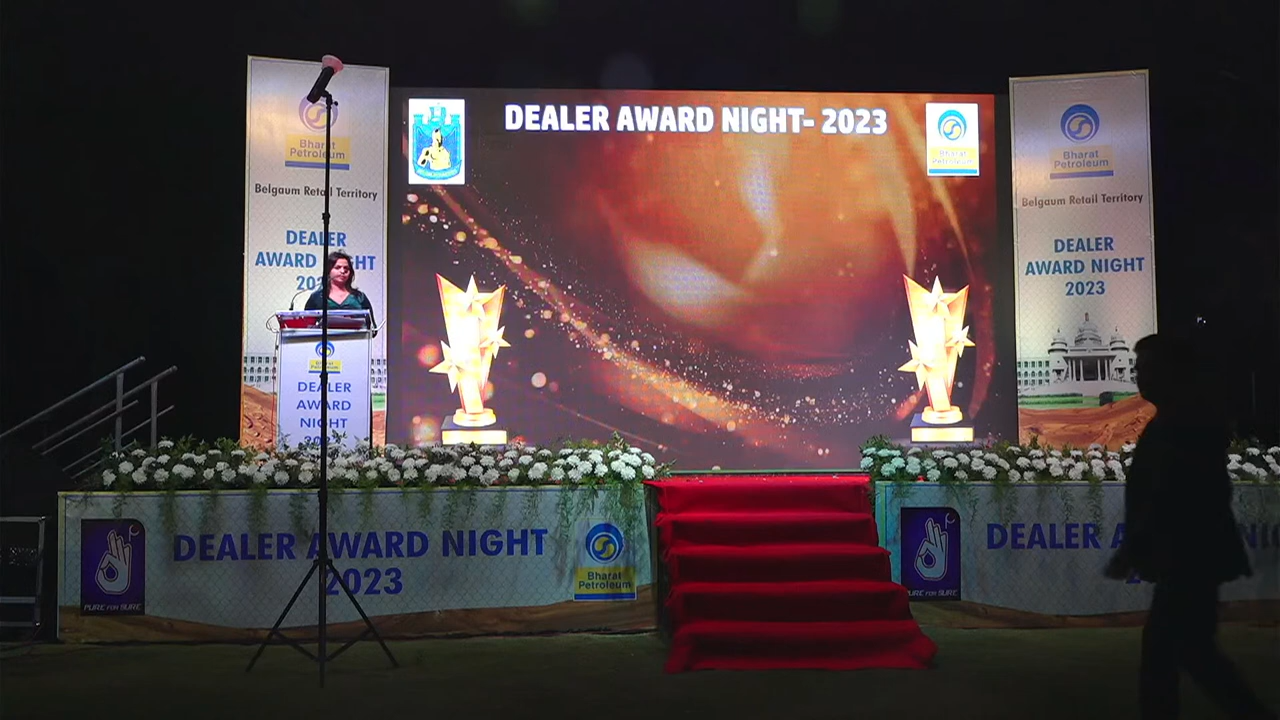 DEALER AWARD NIGHT- 2023
Bharat
Petroleum
Bharat
Petroleum
Belgaum Retail Territory
DEALER
AWARD NIGHT
202
Bharat
Petroleum
Belgaum Retail Territory
DEALER
AWARD NIGHT
2023
DEALER
AWARD
NIGHT
DEALER AWARD NIGHT
2023
PURE FOR SURE
Bharat
Petroleum
PURE FOR SURE
DEALER A